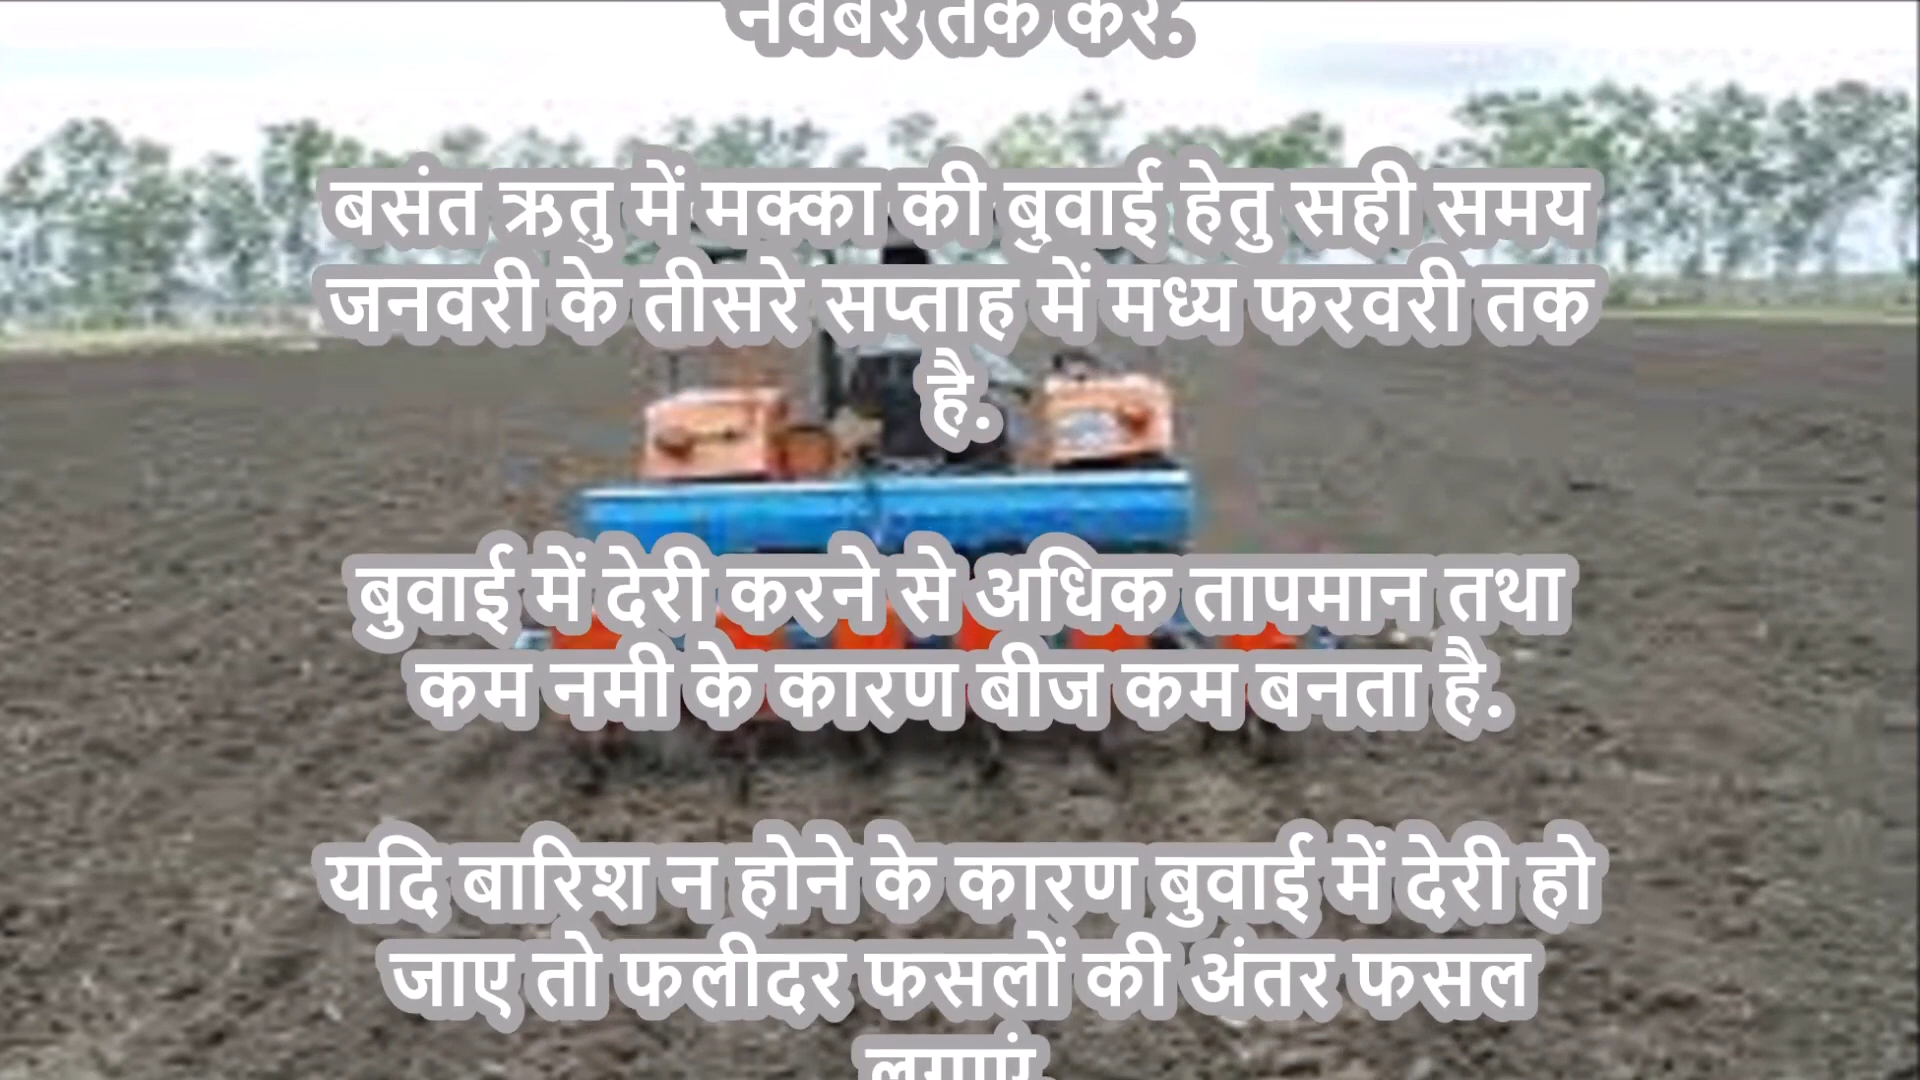 नवंबर तक करें.
बसंत ऋतु में मक्का की बुवाई हेतु सही समय
जनवरी के तीसरे सप्ताह में मध्य फरवरी तक
है.
बुवाई में देरी करने से अधिक तापमान तथा
कम नमी के कारण बीज कम बनता है.
यदि बारिश न होने के कारण बुवाई में देरी हो
जाए तो फलीदर फसलों की अंतर फसल
लगाएं